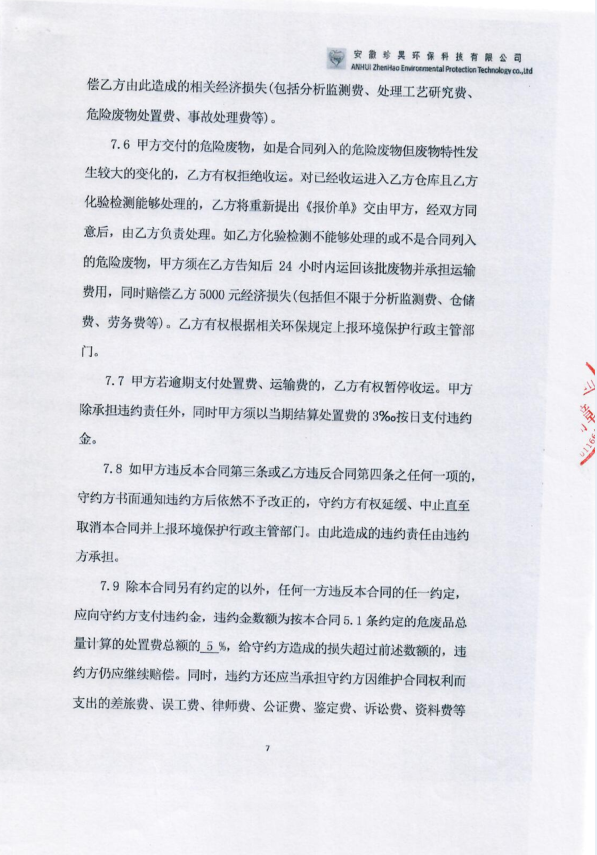 安徽珍昊环保科技有限公司
ANHUI ZhenHao Environmental Protection Technology co.,ltd
偿乙方由此造成的相关经济损失(包括分析监测费、处理工艺研究费、
危险废物处置费、事故处理费等)。
7.6 甲方交付的危险废物，如是合同列入的危险废物但废物特性发
生较大的变化的，乙方有权拒绝收运。对已经收运进入乙方仓库且乙方
化验检测能够处理的，乙方将重新提出《报价单》交由甲方，经双方同
意后，由乙方负责处理。如乙方化验检测不能够处理的或不是合同列入
的危险废物，甲方须在乙方告知后 24 小时内运回该批废物并承担运输
费用，同时赔偿乙方5000 元经济损失(包括但不限于分析监测费、仓储
费、劳务费等)。乙方有权根据相关环保规定上报环境保护行政主管部
门。
7.7 甲方若逾期支付处置费、运输费的，乙方有权暂停收运。甲方
除承担违约责任外，同时甲方须以当期结算处置费的3‰按日支付违约
金。
7.8 如甲方违反本合同第三条或乙方违反合同第四条之任何一项的，
守约方书面通知违约方后依然不予改正的，守约方有权延缓、中止直至
取消本合同并上报环境保护行政主管部门。由此造成的违约责任由违约
方承担。
7.9 除本合同另有约定的以外，任何一方违反本合同的任一约定，
应向守约方支付违约金，违约金数额为按本合同5.1 条约定的危废品总
量计算的处置费总额的 5 %，给守约方造成的损失超过前述数额的，违
约方仍应继续赔偿。同时，违约方还应当承担守约方因维护合同权利而
支出的差旅费、误工费、律师费、公证费、鉴定费、诉讼费、资料费等
7